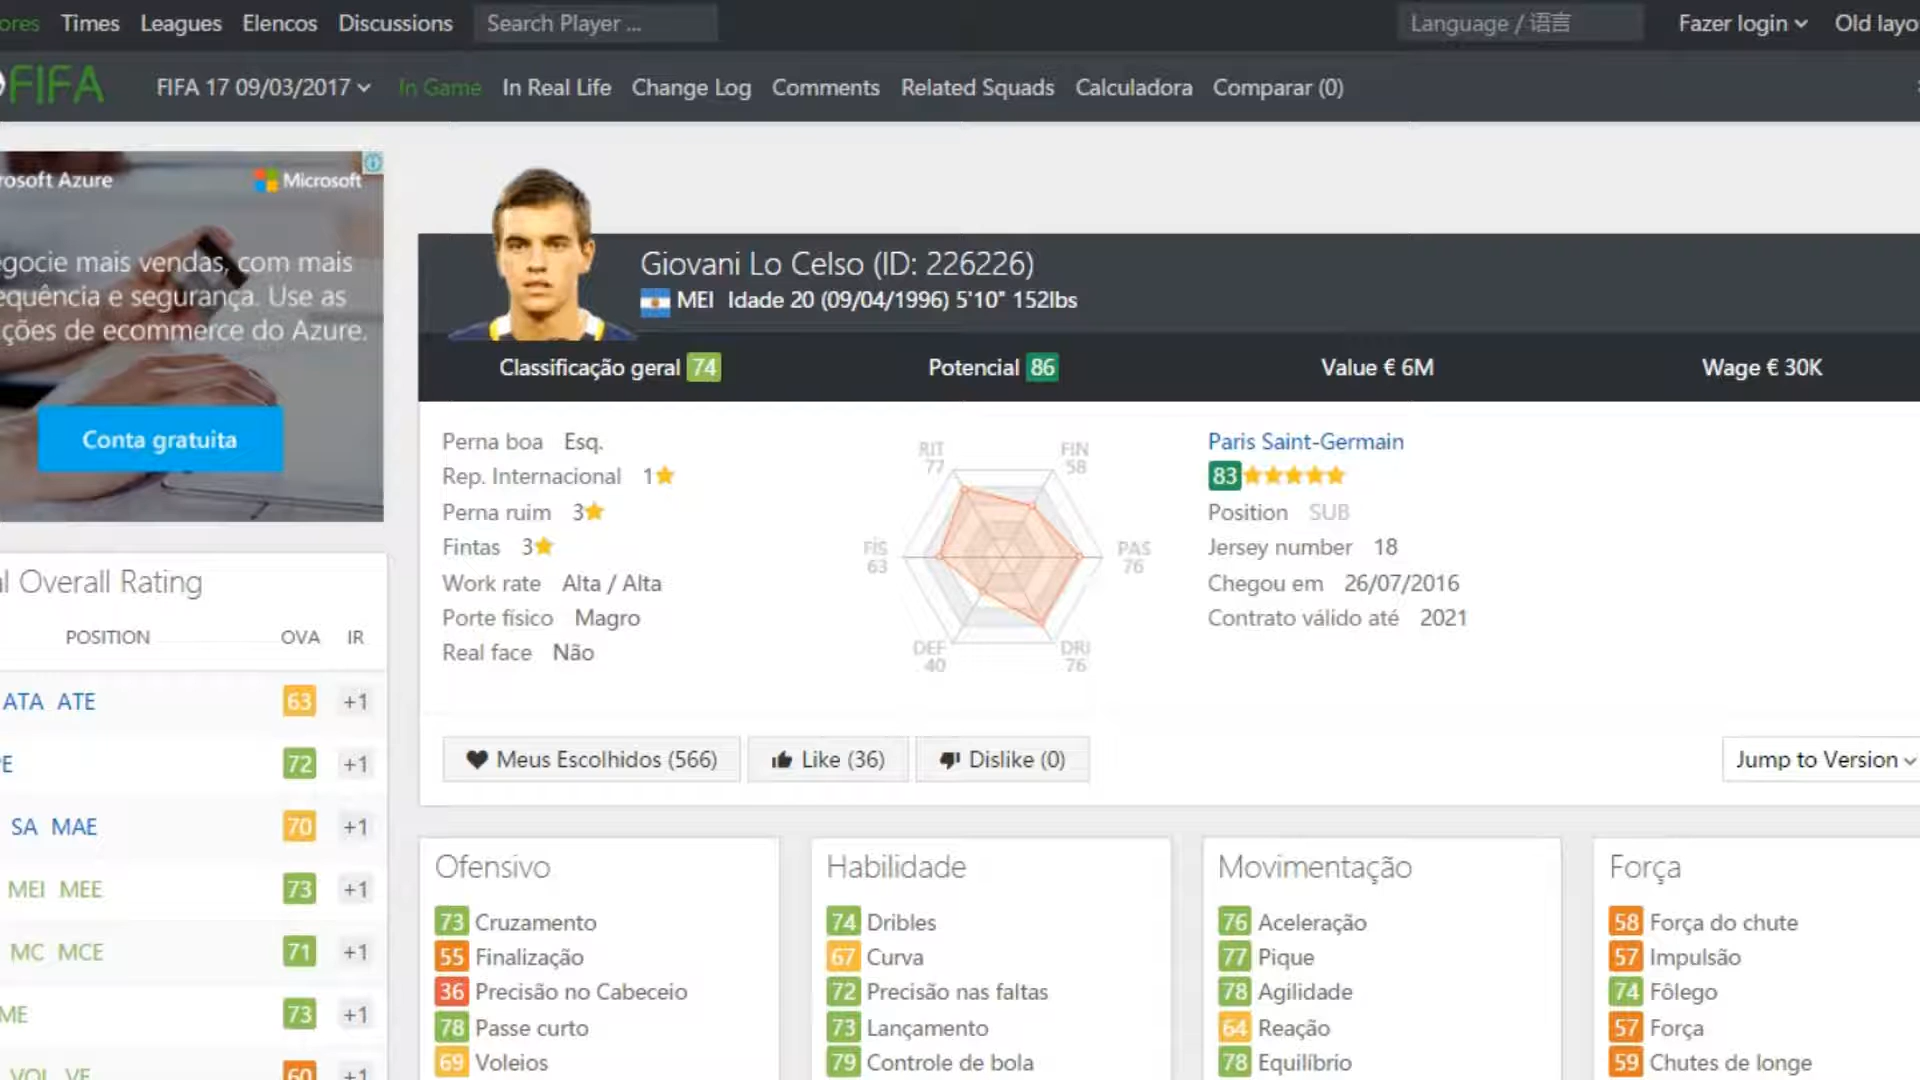 ores Times Leagues Elencos Discussions Search Player ... Language / 语言 Fazer login Old layo
FIFA FIFA 17 09/03/2017 In Game In Real Life Change Log Comments Related Squads Calculadora Comparar (0)
rosoft Azure Microsoft
egocie mais vendas, com mais
equência e segurança. Use as
ções de ecommerce do Azure.
Conta gratuita
Giovani Lo Celso (ID: 226226)
MEI Idade 20 (09/04/1996) 5'10" 152lbs
Classificação geral 74 Potencial 86 Value € 6M Wage € 30K
Perna boa Esq.
Rep. Internacional 1
Perna ruim 3
Fintas 3
Work rate Alta / Alta
Porte físico Magro
Real face Não
RIT 77
FIN 58
FÍS 63
PAS 76
DEF 40
DRI 76
Paris Saint-Germain
83
Position SUB
Jersey number 18
Chegou em 26/07/2016
Contrato válido até 2021
Meus Escolhidos (566) Like (36) Dislike (0) Jump to Version
l Overall Rating
POSITION OVA IR
ATA ATE 63 +1
E 72 +1
SA MAE 70 +1
MEI MEE 73 +1
MC MCE 71 +1
ME 73 +1
VOL VE 60 +1
Ofensivo
73 Cruzamento
55 Finalização
36 Precisão no Cabeceio
78 Passe curto
69 Voleios
Habilidade
74 Dribles
67 Curva
72 Precisão nas faltas
73 Lançamento
79 Controle de bola
Movimentação
76 Aceleração
77 Pique
78 Agilidade
64 Reação
78 Equilíbrio
Força
58 Força do chute
57 Impulsão
74 Fôlego
57 Força
59 Chutes de longe